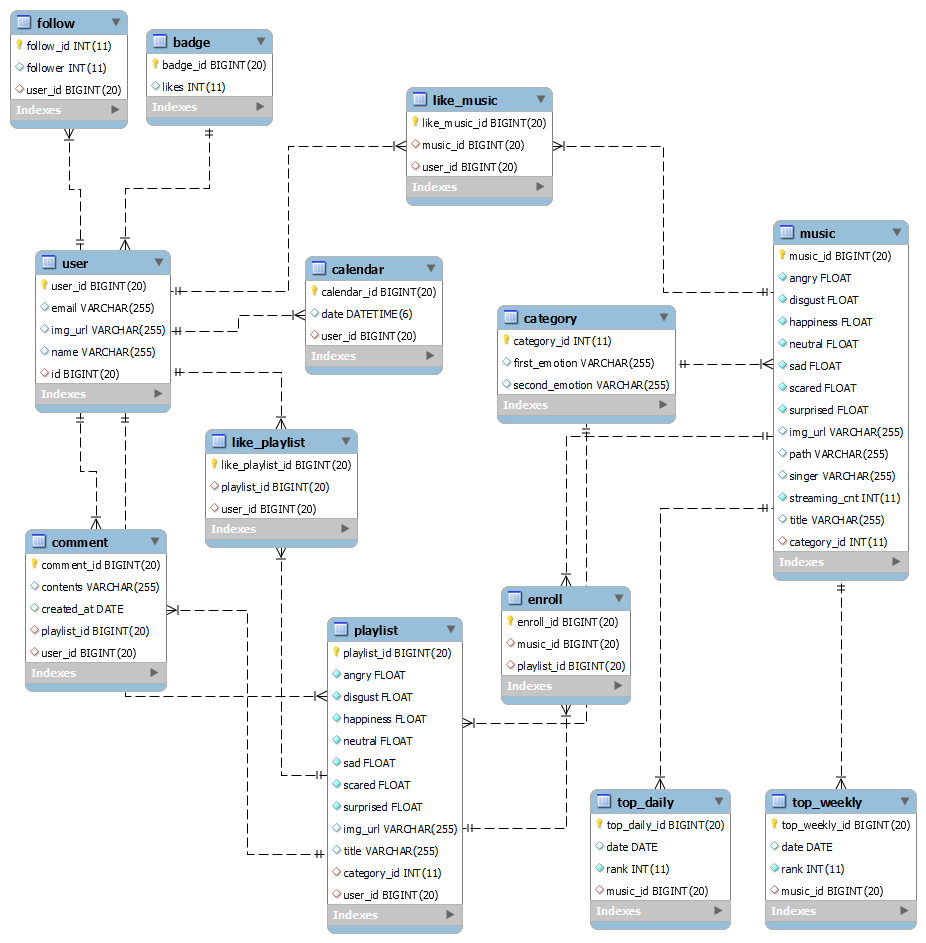 follow
follow_id INT(11)
follower INT(11)
user_id BIGINT(20)
Indexes
badge
badge_id BIGINT(20)
likes INT(11)
Indexes
like_music
like_music_id BIGINT(20)
music_id BIGINT(20)
user_id BIGINT(20)
Indexes
user
user_id BIGINT(20)
email VARCHAR(255)
img_url VARCHAR(255)
name VARCHAR(255)
id BIGINT(20)
Indexes
calendar
calendar_id BIGINT(20)
date DATETIME(6)
user_id BIGINT(20)
Indexes
category
category_id INT(11)
first_emotion VARCHAR(255)
second_emotion VARCHAR(255)
Indexes
music
music_id BIGINT(20)
angry FLOAT
disgust FLOAT
happiness FLOAT
neutral FLOAT
sad FLOAT
scared FLOAT
surprised FLOAT
img_url VARCHAR(255)
path VARCHAR(255)
singer VARCHAR(255)
streaming_cnt INT(11)
title VARCHAR(255)
category_id INT(11)
Indexes
like_playlist
like_playlist_id BIGINT(20)
playlist_id BIGINT(20)
user_id BIGINT(20)
Indexes
comment
comment_id BIGINT(20)
contents VARCHAR(255)
created_at DATE
playlist_id BIGINT(20)
user_id BIGINT(20)
Indexes
playlist
playlist_id BIGINT(20)
angry FLOAT
disgust FLOAT
happiness FLOAT
neutral FLOAT
sad FLOAT
scared FLOAT
surprised FLOAT
img_url VARCHAR(255)
title VARCHAR(255)
category_id INT(11)
user_id BIGINT(20)
Indexes
enroll
enroll_id BIGINT(20)
music_id BIGINT(20)
playlist_id BIGINT(20)
Indexes
top_daily
top_daily_id BIGINT(20)
date DATE
rank INT(11)
music_id BIGINT(20)
Indexes
top_weekly
top_weekly_id BIGINT(20)
date DATE
rank INT(11)
music_id BIGINT(20)
Indexes